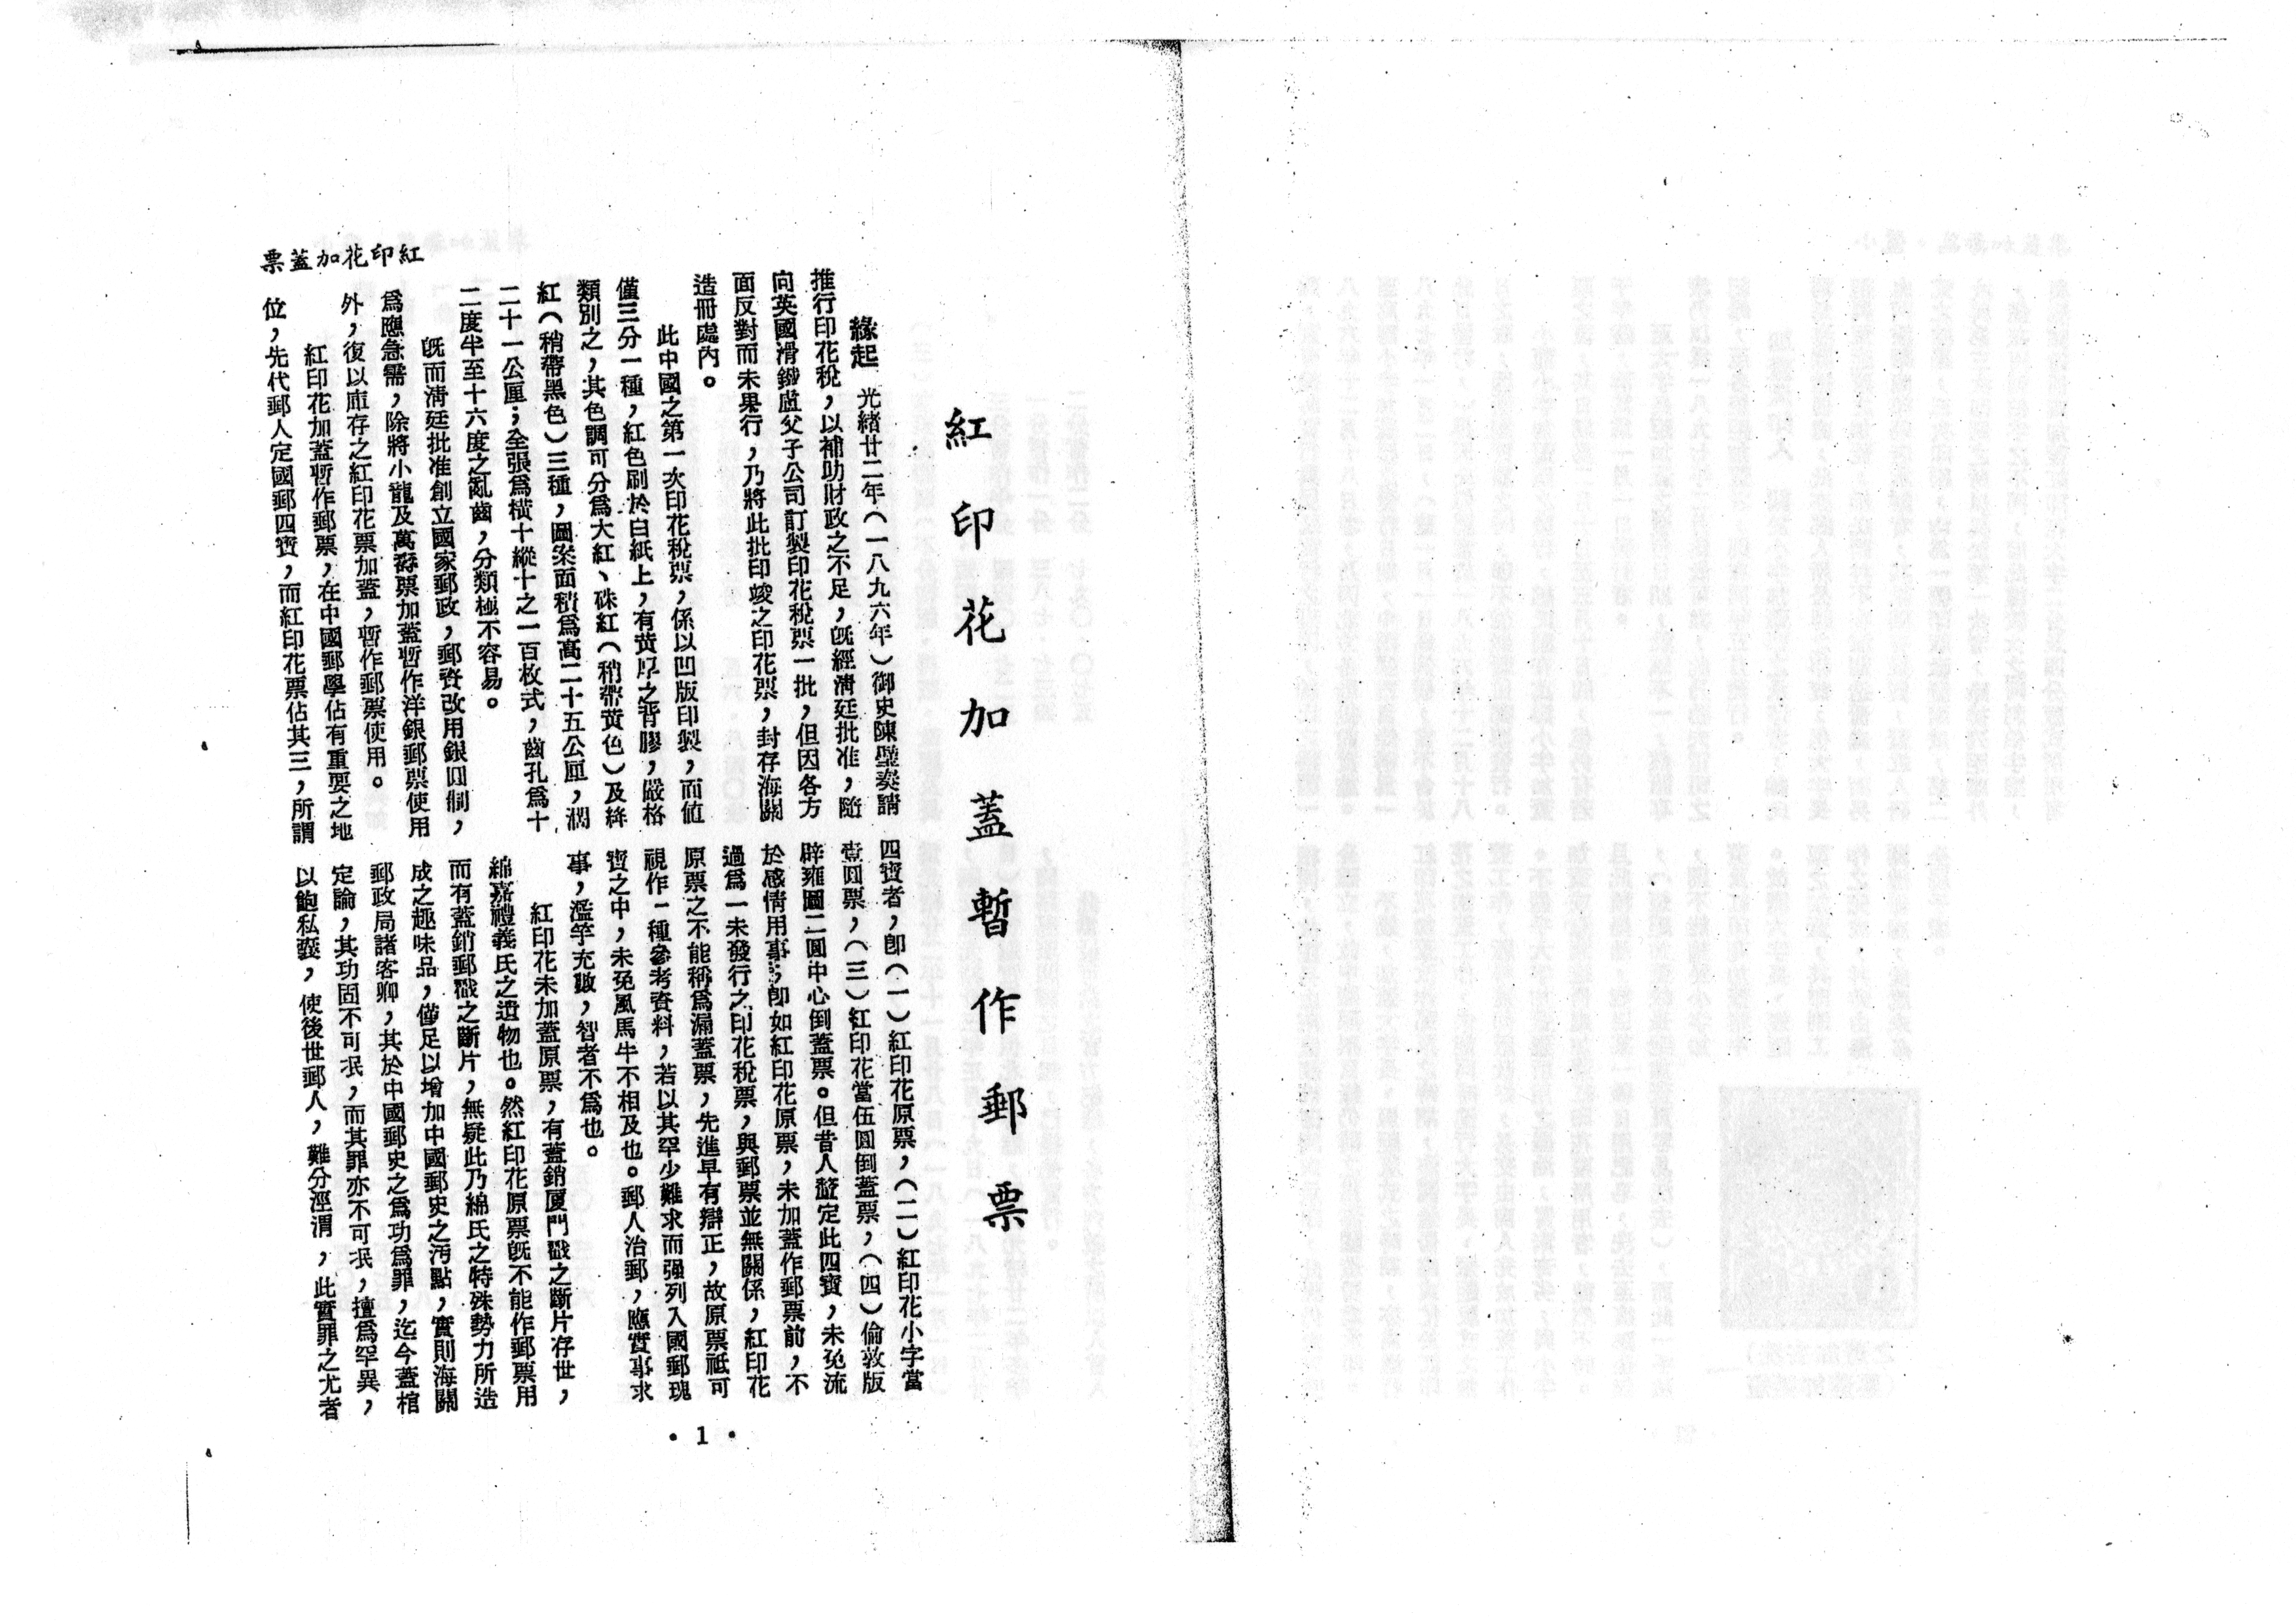 紅印花加蓋票
紅印花加蓋暫作郵票
緣起　光緒廿二年(一八九六年)御史陳璧奏請
推行印花稅，以補助財政之不足，旣經淸廷批准，隨
向英國滑鐵盧父子公司訂製印花稅票一批，但因各方
面反對而未果行，乃將此批印竣之印花票，封存海關
造冊處內。
此中國之第一次印花稅票，係以凹版印製，而値
僅三分一種，紅色刷於白紙上，有黄厚之背膠，嚴格
類別之，其色調可分爲大紅、硃紅(稍帶黄色)及絳
紅(稍帶黑色)三種，圖案面積爲高二十五公厘，濶
二十一公厘；全張爲橫十縱十之一百枚式，齒孔爲十
二度半至十六度之亂齒，分類極不容易。
旣而淸廷批准創立國家郵政，郵資改用銀圓制，
爲應急需，除將小龍及萬壽票加蓋暫作洋銀郵票使用
外，復以庫存之紅印花票加蓋，暫作郵票使用。
紅印花加蓋暫作郵票，在中國郵學佔有重要之地
位，先代郵人定國郵四寶，而紅印花票佔其三，所謂
四寶者，卽(一)紅印花原票，(二)紅印花小字當
壹圓票，(三)紅印花當伍圓倒蓋票，(四)倫敦版
辟雍圖二圓中心倒蓋票。但昔人釐定此四寶，未免流
於感情用事；卽如紅印花原票，未加蓋作郵票前，不
過爲一未發行之印花稅票，與郵票並無關係，紅印花
原票之不能稱爲漏蓋票，先進早有辯正，故原票祇可
視作一種參考資料，若以其罕少難求而强列入國郵瑰
寶之中，未免風馬牛不相及也。郵人治郵，應實事求
事，濫竽充數，智者不爲也。
紅印花未加蓋原票，有蓋銷厦門戳之斷片存世，
綿嘉禮義氏之遺物也。然紅印花原票旣不能作郵票用
而有蓋銷郵戳之斷片，無疑此乃綿氏之特殊勢力所造
成之趣味品，僅足以增加中國郵史之汚點，實則海關
郵政局諸客卿，其於中國郵史之爲功爲罪，迄今蓋棺
定論，其功固不可泯，而其罪亦不可泯，擅爲罕異，
以飽私囊，使後世郵人，難分涇渭，此實罪之尤者
• 1 •